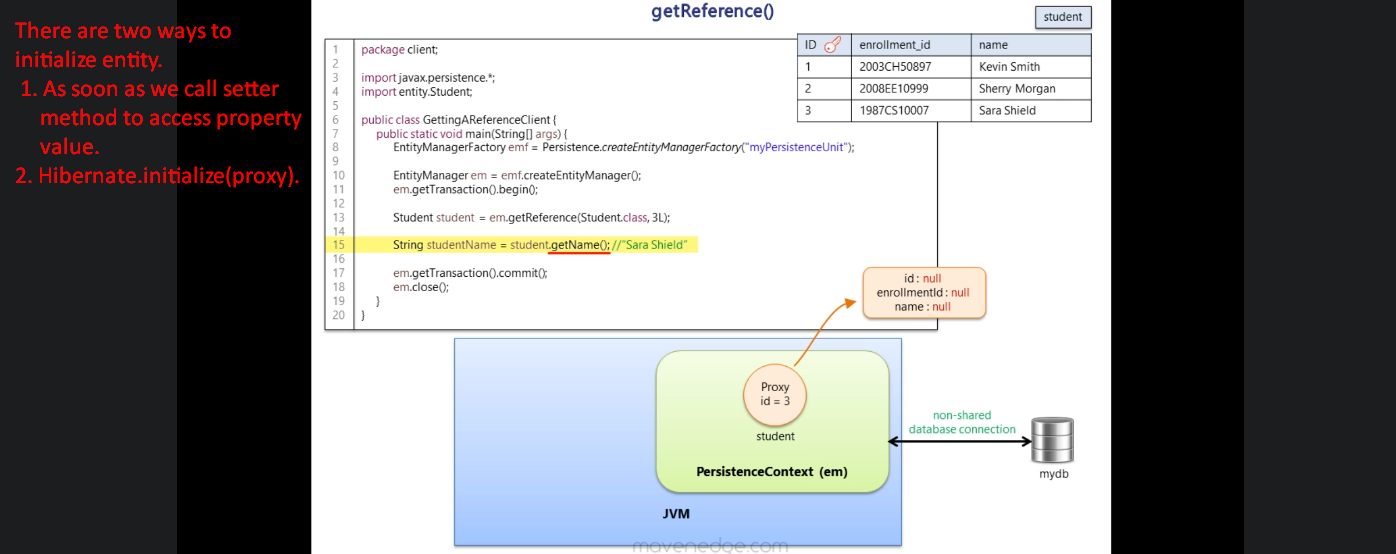 There are two ways to
initialize entity.
1. As soon as we call setter
method to access property
value.
2. Hibernate.initialize(proxy).
getReference()
student
ID enrollment_id name
1 2003CH50897 Kevin Smith
2 2008EE10999 Sherry Morgan
3 1987CS10007 Sara Shield
1 package client;
2
3 import javax.persistence.*;
4 import entity.Student;
5
6 public class GettingAReferenceClient {
7 public static void main(String[] args) {
8 EntityManagerFactory emf = Persistence.createEntityManagerFactory("myPersistenceUnit");
9
10 EntityManager em = emf.createEntityManager();
11 em.getTransaction().begin();
12
13 Student student = em.getReference(Student.class, 3L);
14
15 String studentName = student.getName(); //"Sara Shield"
16
17 em.getTransaction().commit();
18 em.close();
19 }
20 }
id : null
enrollmentId : null
name : null
Proxy
id = 3
student
PersistenceContext (em)
JVM
non-shared
database connection
mydb
movenedge.com